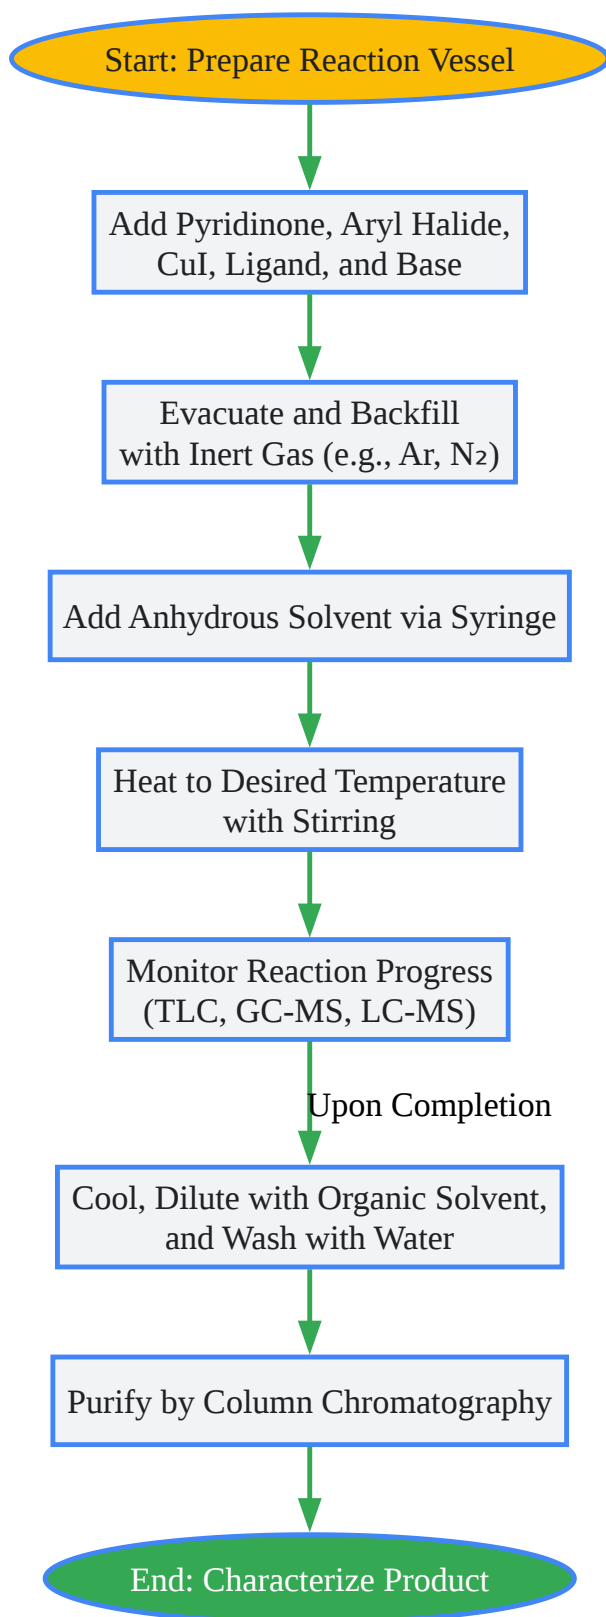 Start: Prepare Reaction Vessel
Add Pyridinone, Aryl Halide,
CuI, Ligand, and Base
Evacuate and Backfill
with Inert Gas (e.g., Ar, N₂)
Add Anhydrous Solvent via Syringe
Heat to Desired Temperature
with Stirring
Monitor Reaction Progress
(TLC, GC-MS, LC-MS)
Upon Completion
Cool, Dilute with Organic Solvent,
and Wash with Water
Purify by Column Chromatography
End: Characterize Product